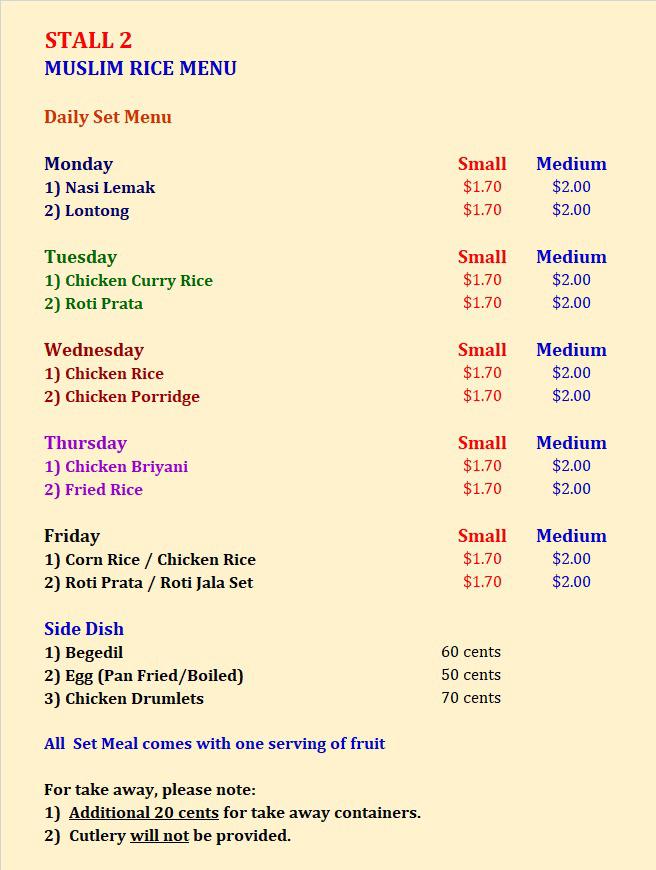 STALL 2
MUSLIM RICE MENU
Daily Set Menu
Monday Small Medium
1) Nasi Lemak $1.70 $2.00
2) Lontong $1.70 $2.00
Tuesday Small Medium
1) Chicken Curry Rice $1.70 $2.00
2) Roti Prata $1.70 $2.00
Wednesday Small Medium
1) Chicken Rice $1.70 $2.00
2) Chicken Porridge $1.70 $2.00
Thursday Small Medium
1) Chicken Briyani $1.70 $2.00
2) Fried Rice $1.70 $2.00
Friday Small Medium
1) Corn Rice / Chicken Rice $1.70 $2.00
2) Roti Prata / Roti Jala Set $1.70 $2.00
Side Dish
1) Begedil 60 cents
2) Egg (Pan Fried/Boiled) 50 cents
3) Chicken Drumlets 70 cents
All Set Meal comes with one serving of fruit
For take away, please note:
1) Additional 20 cents for take away containers.
2) Cutlery will not be provided.